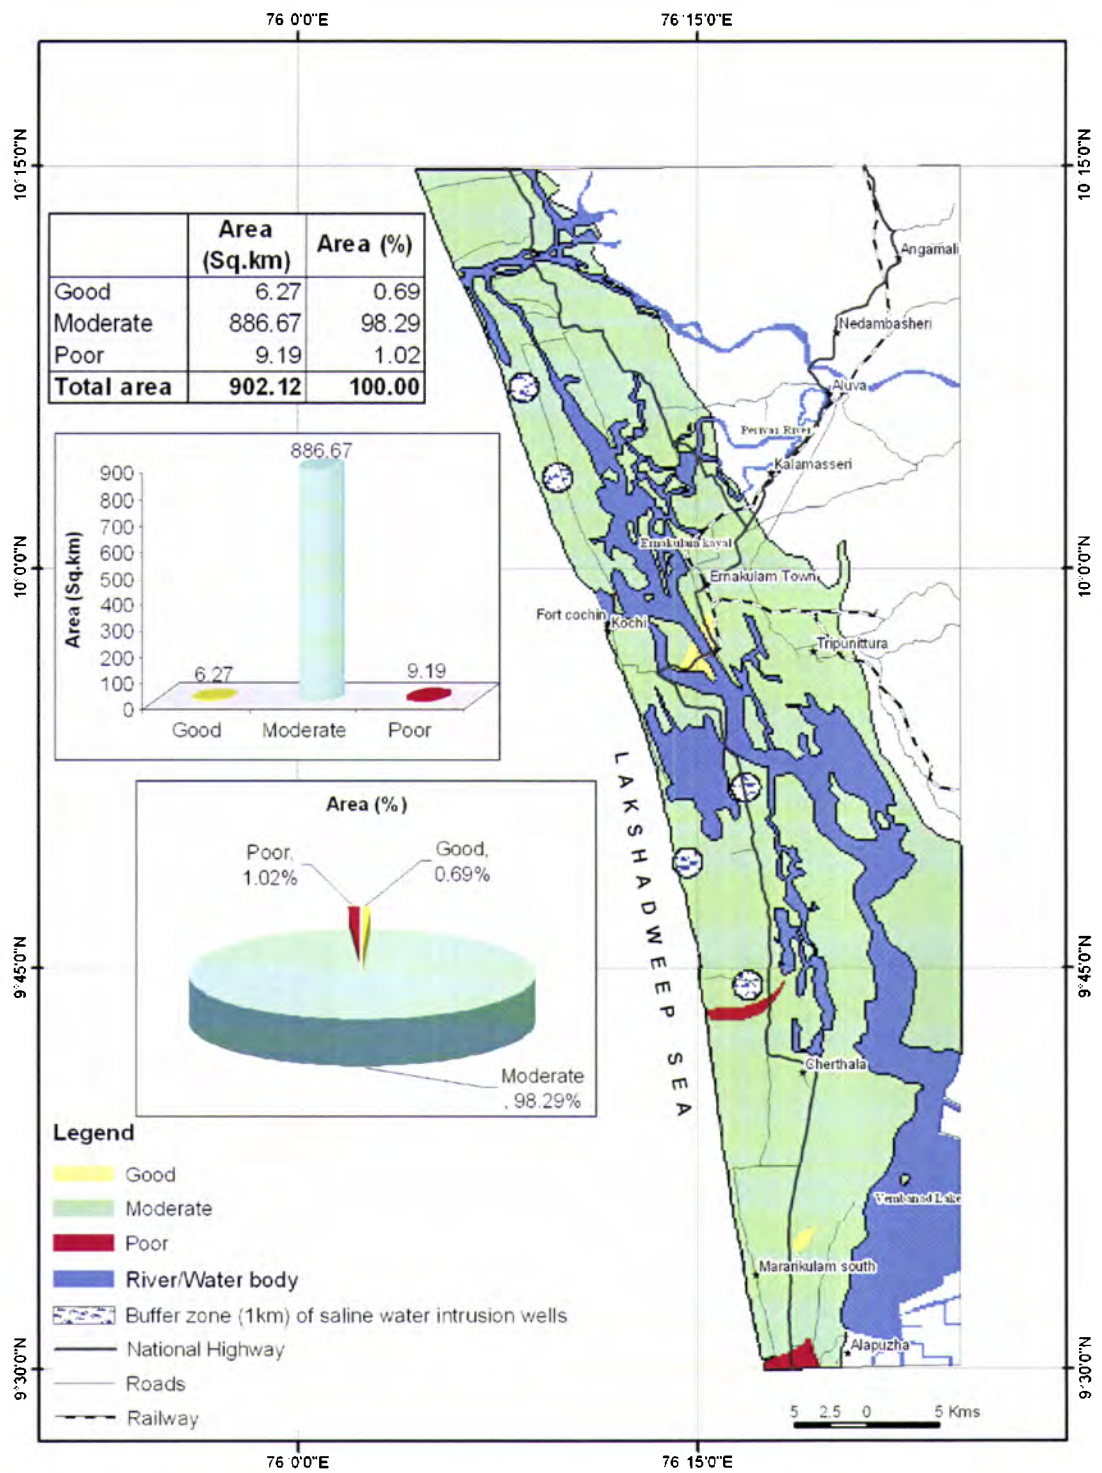 76 0'0"E
76 15'0"E
10 15'0"N
10 15'0"N
Area
(Sq.km)
Area (%)
Good 6.27 0.69
Moderate 886.67 98.29
Poor 9.19 1.02
Total area 902.12 100.00
Angamali
Nedambasheri
Aluva
Periyar River
Kalamasseri
886.67
900
800
700
600
500
400
300
200
100
0
Area (Sq.km)
6.27
9.19
Good Moderate Poor
Ernakulam kayal
10 0'0"N
10 0'0"N
Ernakulam Town
Fort cochin
Kochi
Tripunittura
LAKSHADWEEP SEA
Area (%)
Poor,
1.02%
Good,
0.69%
Moderate
, 98.29%
9 45'0"N
9 45'0"N
Cherthala
Vembanad Lake
Mararikulam south
Alapuzha
Legend
Good
Moderate
Poor
River/Water body
Buffer zone (1km) of saline water intrusion wells
National Highway
Roads
Railway
9 30'0"N
9 30'0"N
5 2.5 0 5 Kms
76 0'0"E
76 15'0"E